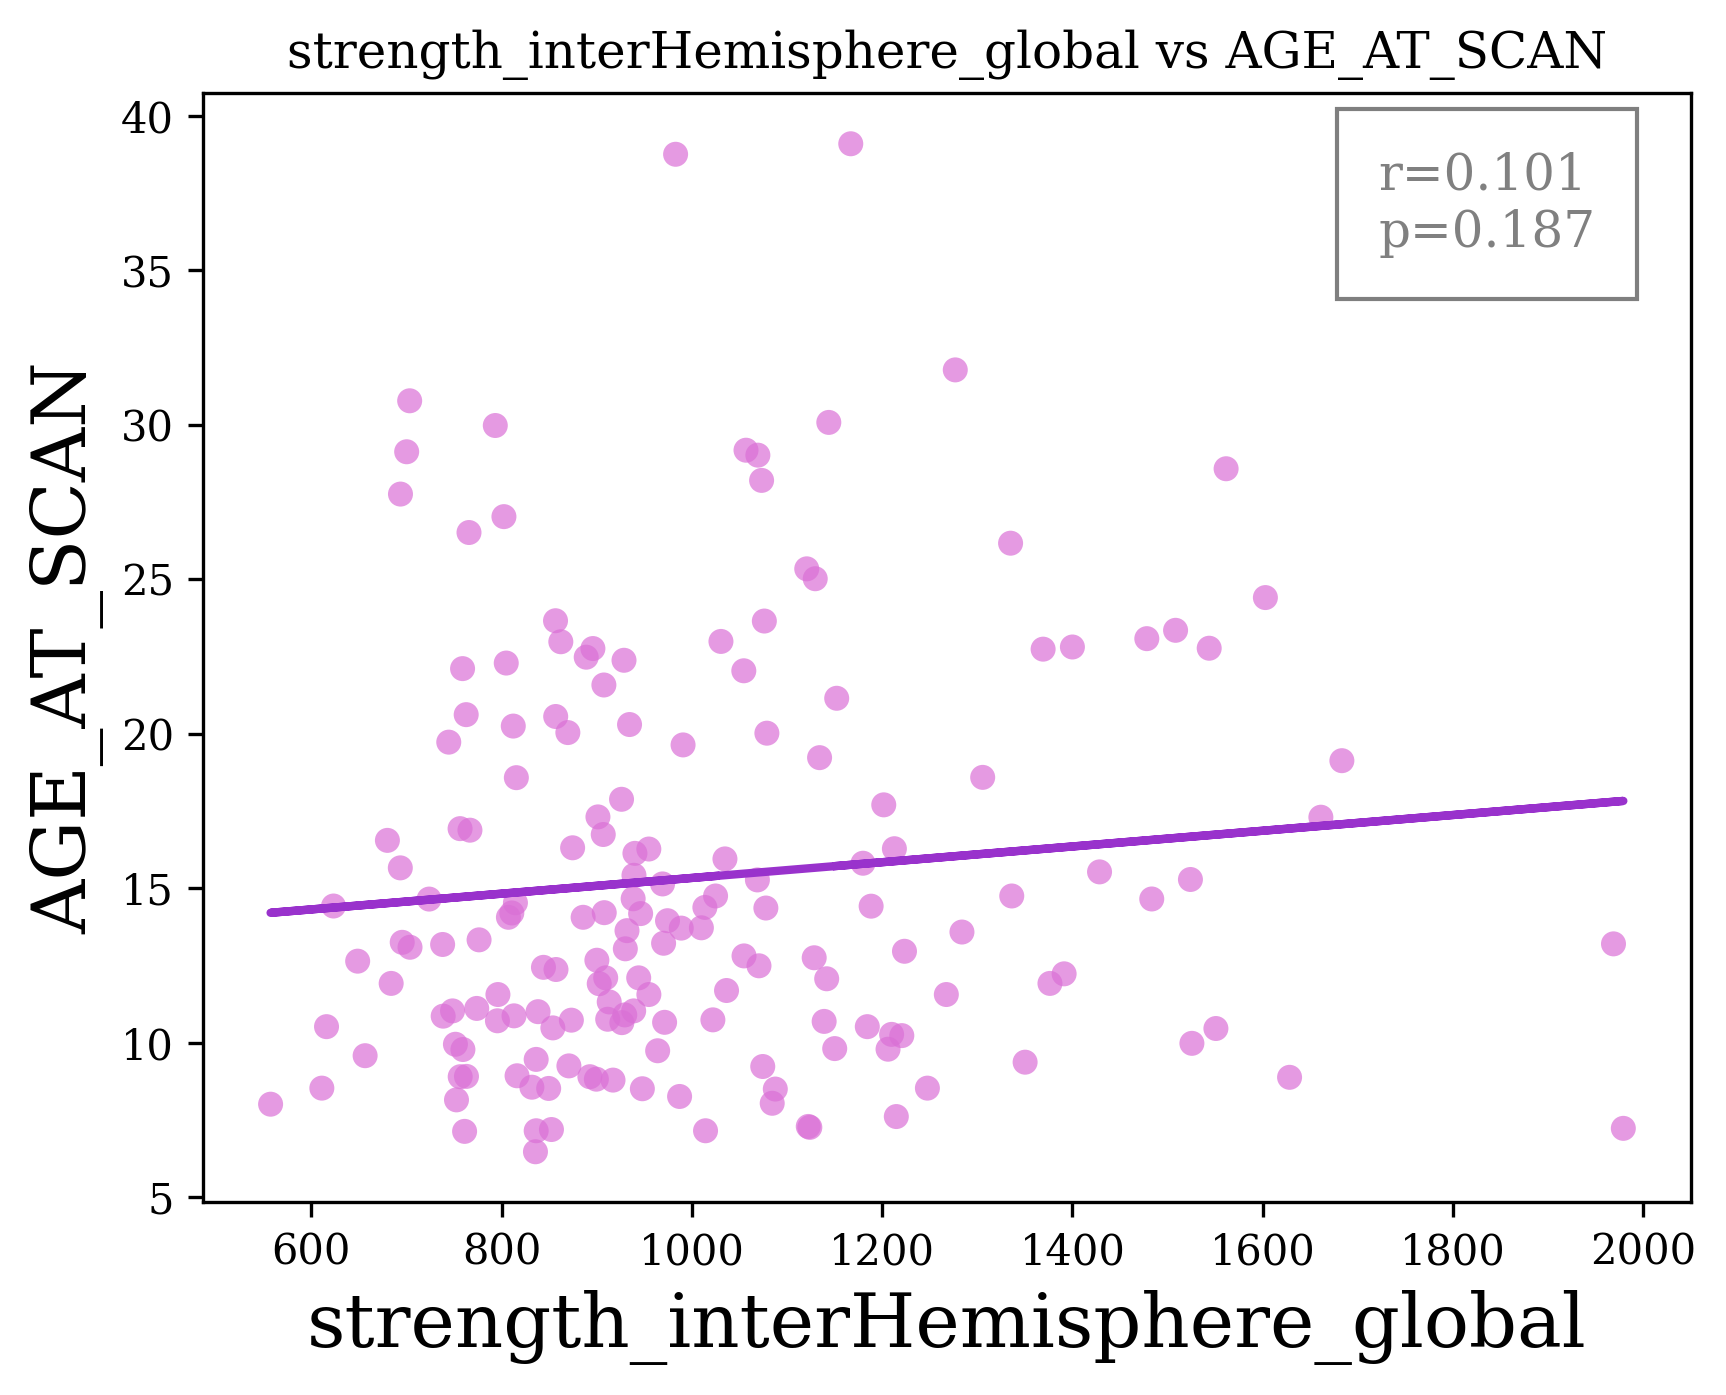 strength_interHemisphere_global vs AGE_AT_SCAN
r=0.101
p=0.187
AGE_AT_SCAN
40
35
30
25
20
15
10
5
600 800 1000 1200 1400 1600 1800 2000
strength_interHemisphere_global